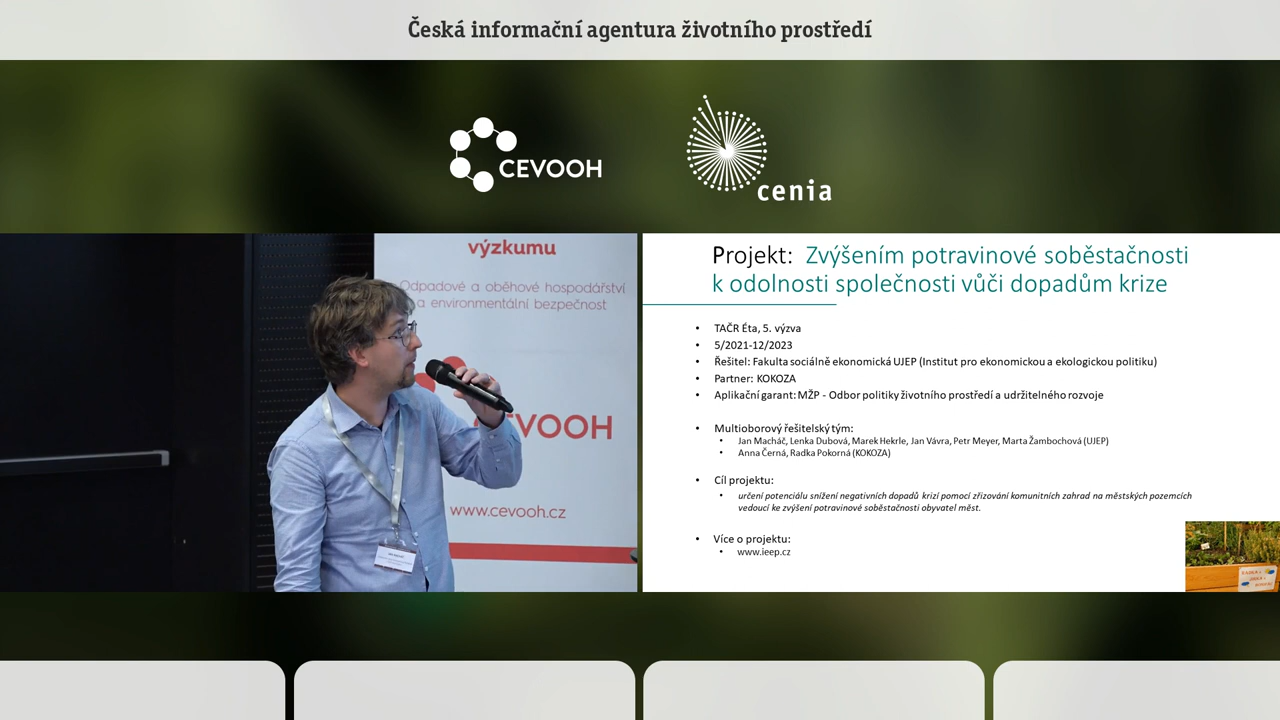 Česká informační agentura životního prostředí
CEVOOH
cenia
výzkumu
Odpadové a oběhové hospodářství
a environmentální bezpečnost
CEVOOH
www.cevooh.cz
Projekt: Zvýšením potravinové soběstačnosti
k odolnosti společnosti vůči dopadům krize
• TAČR Éta, 5. výzva
• 5/2021-12/2023
• Řešitel: Fakulta sociálně ekonomická UJEP (Institut pro ekonomickou a ekologickou politiku)
• Partner: KOKOZA
• Aplikační garant: MŽP - Odbor politiky životního prostředí a udržitelného rozvoje
• Multioborový řešitelský tým:
• Jan Macháč, Lenka Dubová, Marek Hekrle, Jan Vávra, Petr Meyer, Marta Žambochová (UJEP)
• Anna Černá, Radka Pokorná (KOKOZA)
• Cíl projektu:
• určení potenciálu snížení negativních dopadů krizí pomocí zřizování komunitních zahrad na městských pozemcích
vedoucí ke zvýšení potravinové soběstačnosti obyvatel měst.
• Více o projektu:
• www.ieep.cz